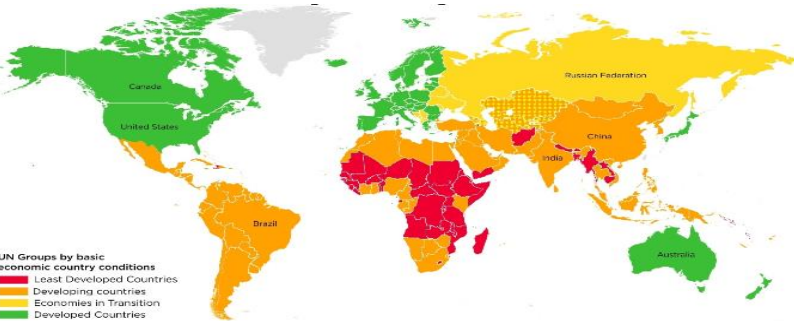 Canada
Russian Federation
United States
China
India
Brazil
Australia
UN Groups by basic
economic country conditions
Least Developed Countries
Developing countries
Economies in Transition
Developed Countries